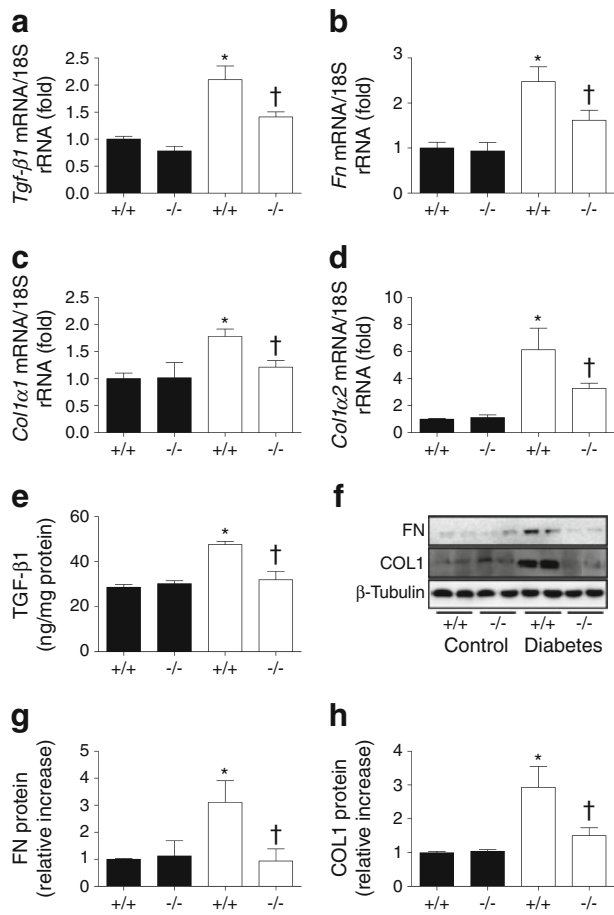 a
Tgf-β1 mRNA/18S
rRNA (fold)
2.5
2.0
1.5
1.0
0.5
0.0
*
†
+/+ -/- +/+ -/-
b
Fn mRNA/18S
rRNA (fold)
3
2
1
0
*
†
+/+ -/- +/+ -/-
c
Col1α1 mRNA/18S
rRNA (fold)
2.5
2.0
1.5
1.0
0.5
0.0
*
†
+/+ -/- +/+ -/-
d
Col1α2 mRNA/18S
rRNA (fold)
10
8
6
4
2
0
*
†
+/+ -/- +/+ -/-
e
TGF-β1
(ng/mg protein)
60
40
20
0
*
†
+/+ -/- +/+ -/-
f
FN
COL1
β-Tubulin
+/+ -/- +/+ -/-
Control Diabetes
g
FN protein
(relative increase)
5
4
3
2
1
0
*
†
+/+ -/- +/+ -/-
h
COL1 protein
(relative increase)
4
3
2
1
0
*
†
+/+ -/- +/+ -/-